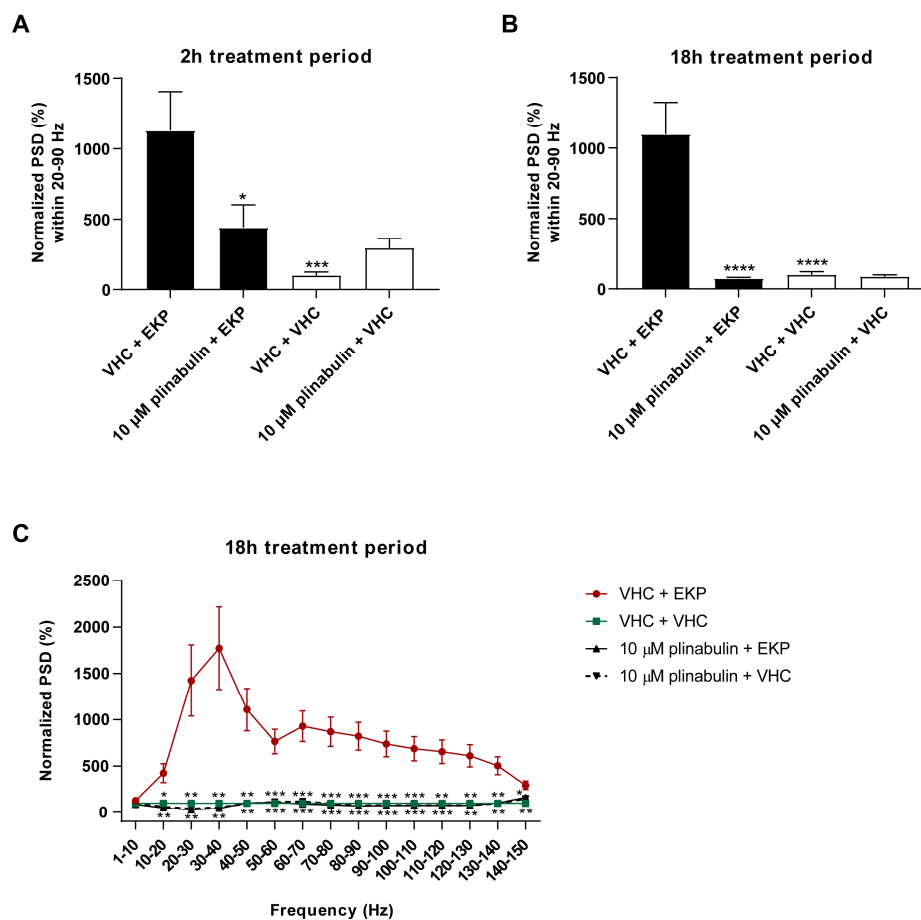 A
2h treatment period
Normalized PSD (%)
within 20-90 Hz
1500
1000
500
0
*
***
VHC + EKP
10 µM plinabulin + EKP
VHC + VHC
10 µM plinabulin + VHC
B
18h treatment period
Normalized PSD (%)
within 20-90 Hz
1500
1000
500
0
****
****
VHC + EKP
10 µM plinabulin + EKP
VHC + VHC
10 µM plinabulin + VHC
C
18h treatment period
Normalized PSD (%)
2500
2000
1500
1000
500
0
* ** ** ** *** *** *** *** *** *** ** ** ** *
** ** ** ** *** *** *** *** *** *** *** ** ** **
1-10
10-20
20-30
30-40
40-50
50-60
60-70
70-80
80-90
90-100
100-110
110-120
120-130
130-140
140-150
Frequency (Hz)
VHC + EKP
VHC + VHC
10 µM plinabulin + EKP
10 µM plinabulin + VHC